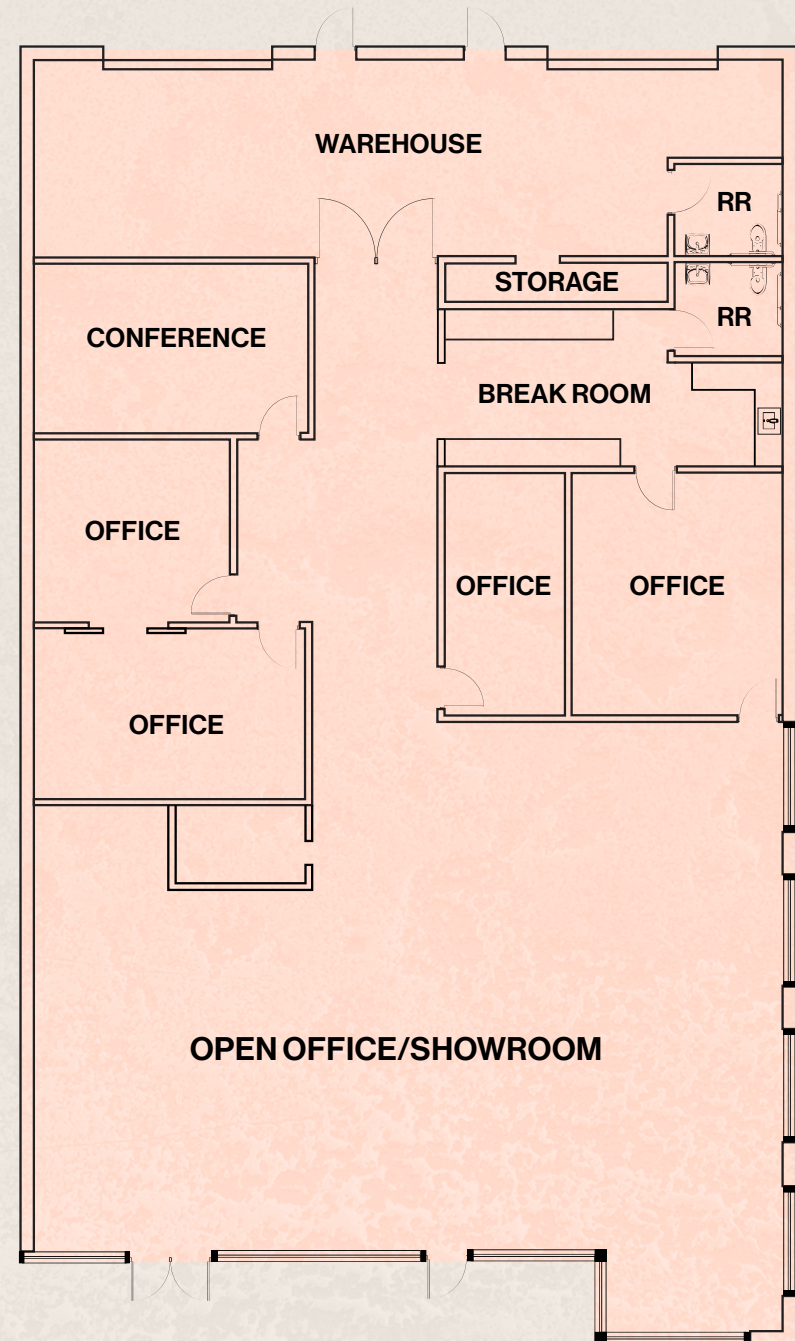 WAREHOUSE
RR
STORAGE
RR
CONFERENCE
BREAK ROOM
OFFICE
OFFICE
OFFICE
OFFICE
OPEN OFFICE/SHOWROOM